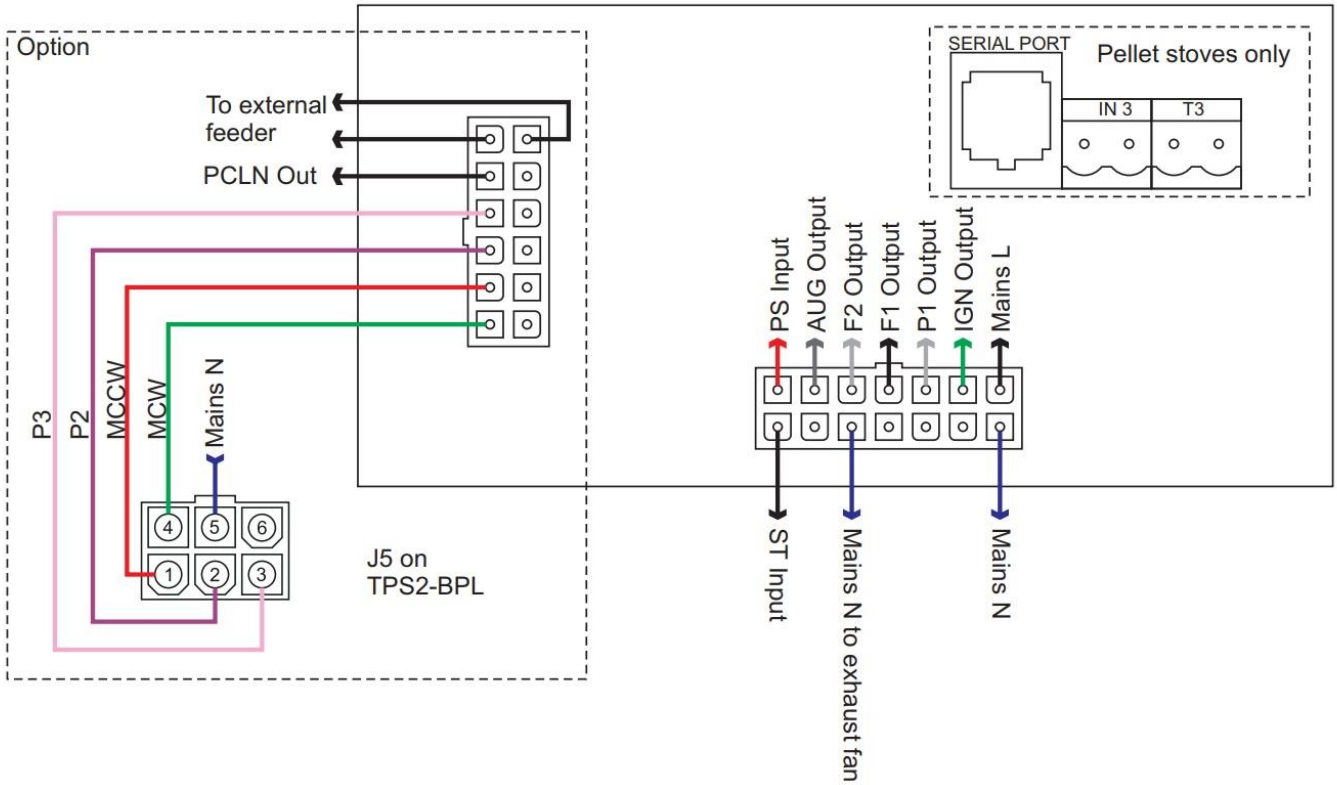 Option
To external
feeder
PCLN Out
SERIAL PORT
Pellet stoves only
IN 3
T3
PS Input
AUG Output
F2 Output
F1 Output
P1 Output
IGN Output
Mains L
P3
P2
MCCW
MCW
Mains N
4
5
6
1
2
3
J5 on
TPS2-BPL
ST Input
Mains N to exhaust fan
Mains N